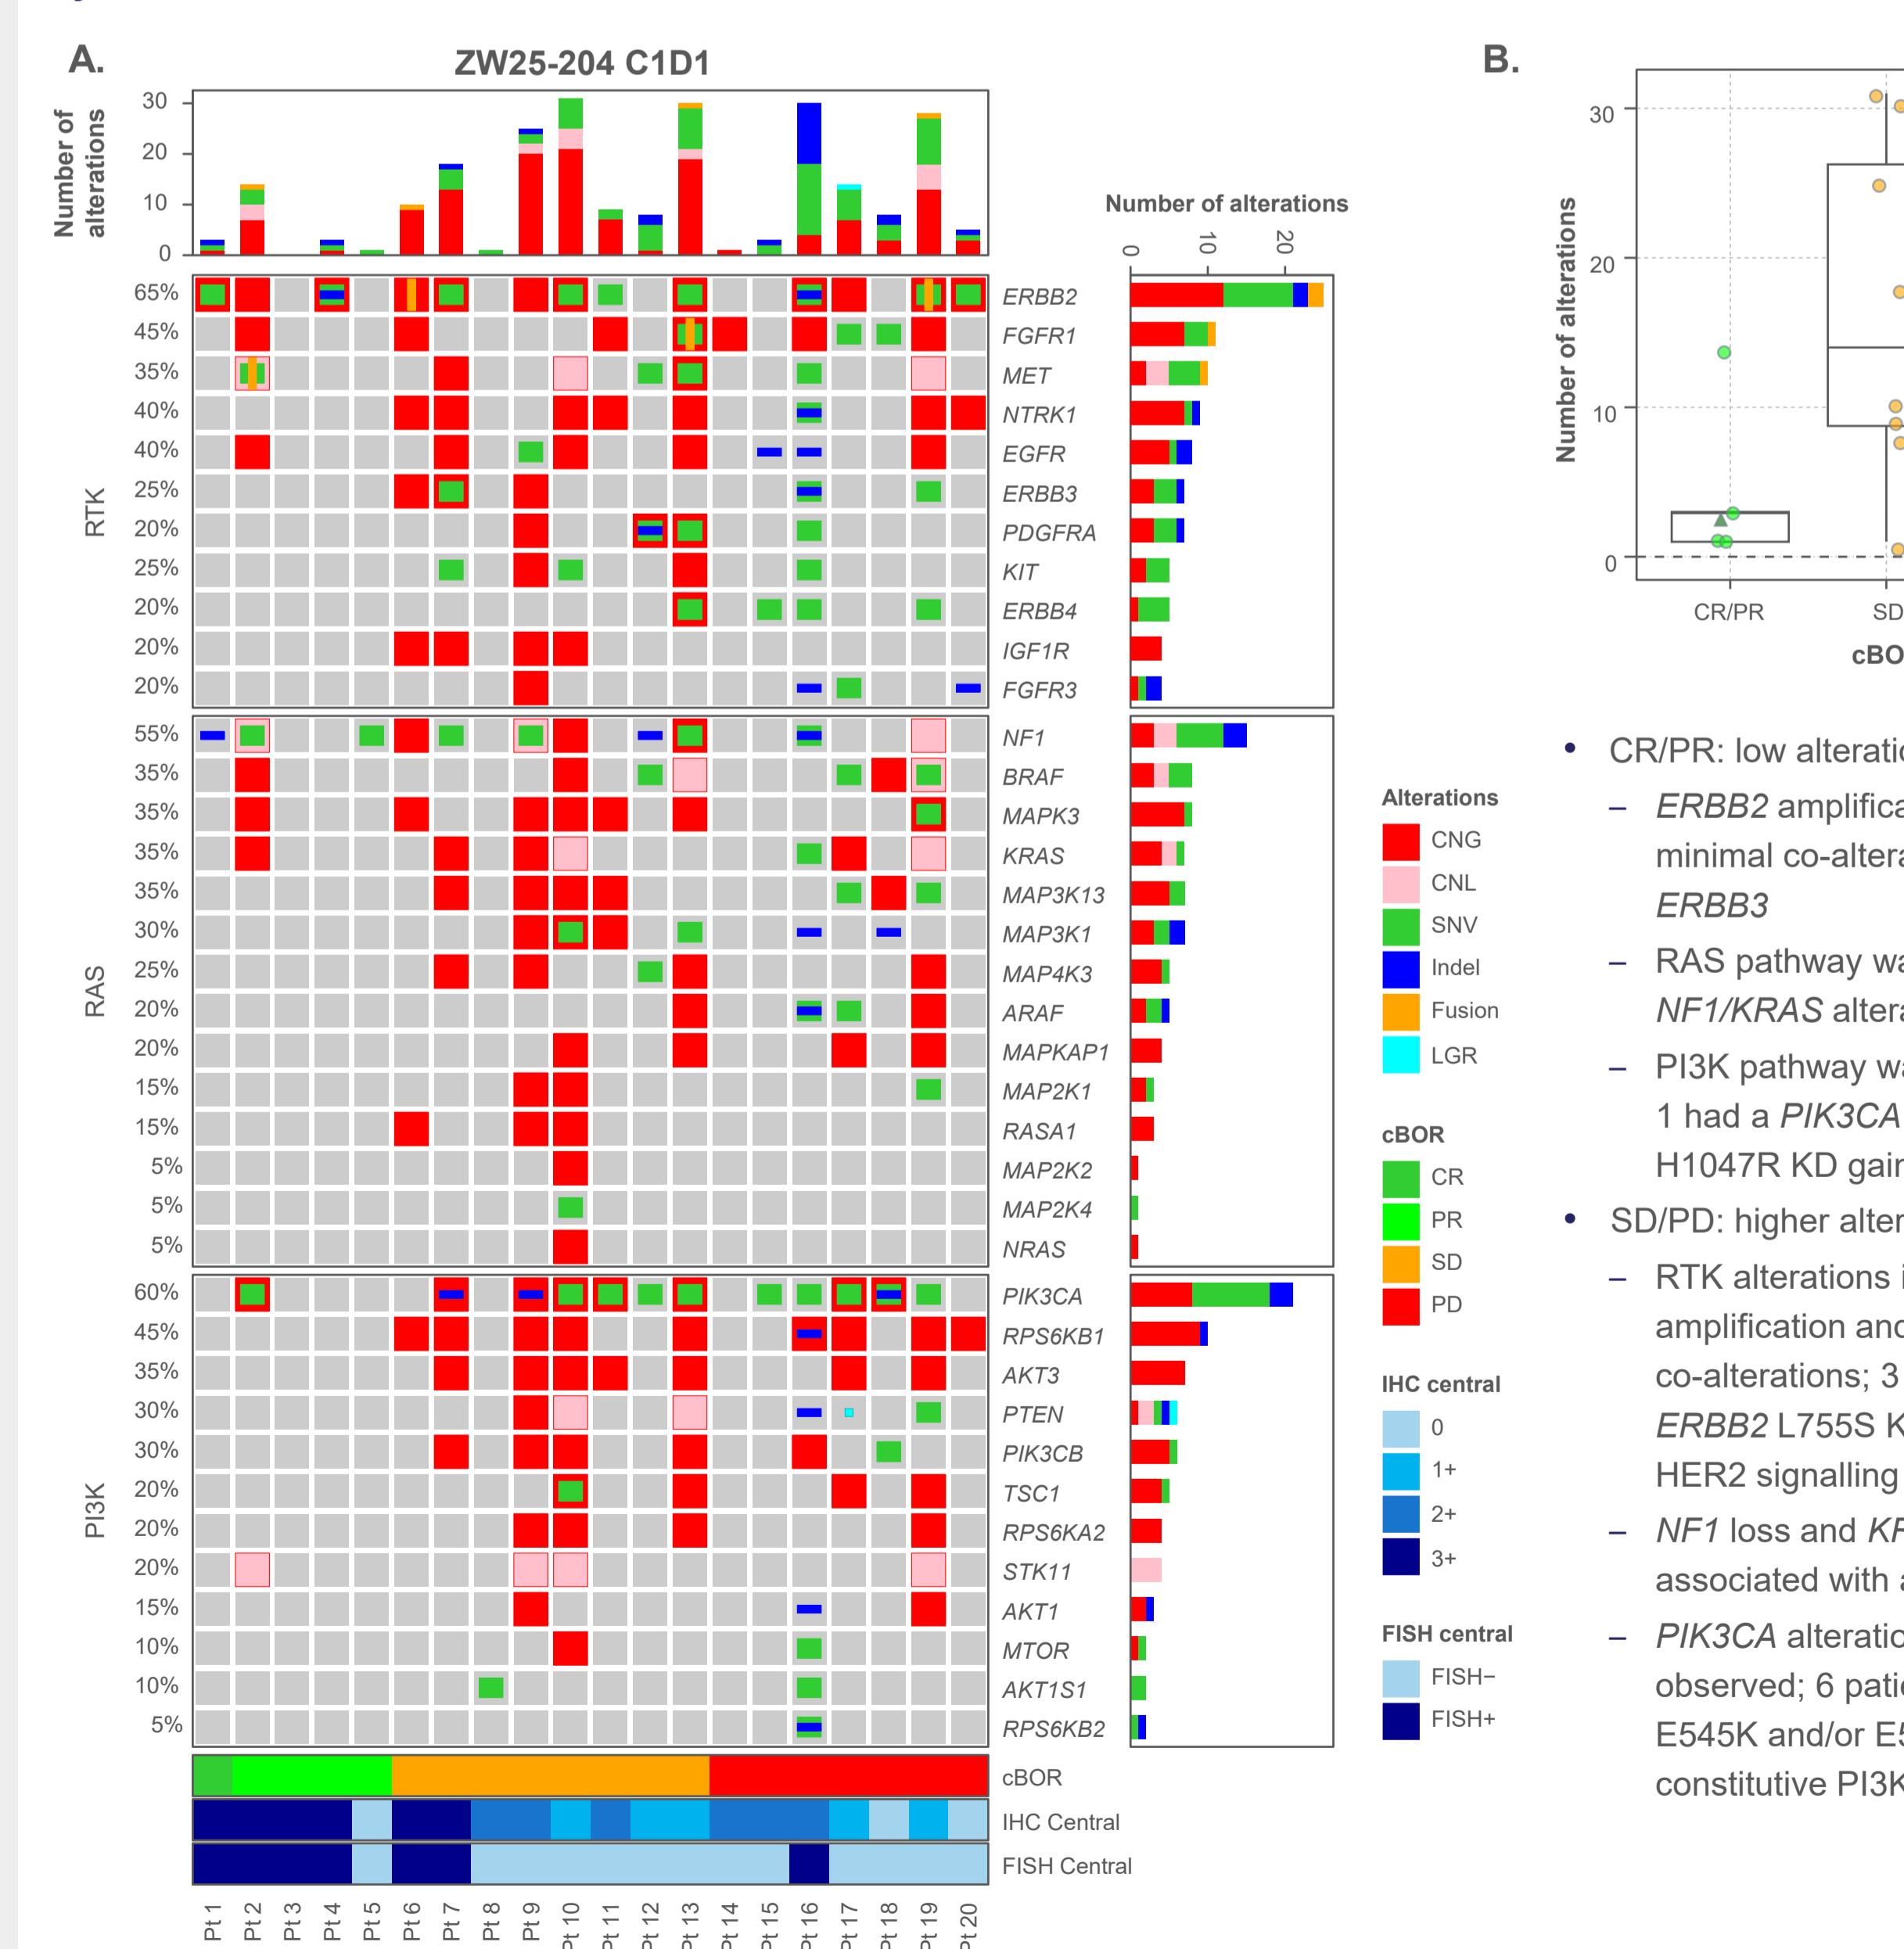 A.
ZW25-204 C1D1
B.
Number of
alterations
30
20
10
0
Number of alterations
0
10
20
RTK
65% ERBB2
45% FGFR1
35% MET
40% NTRK1
40% EGFR
25% ERBB3
20% PDGFRA
25% KIT
20% ERBB4
20% IGF1R
20% FGFR3
RAS
55% NF1
35% BRAF
35% MAPK3
35% KRAS
35% MAP3K13
30% MAP3K1
25% MAP4K3
20% ARAF
20% MAPKAP1
15% MAP2K1
15% RASA1
5% MAP2K2
5% MAP2K4
5% NRAS
PI3K
60% PIK3CA
45% RPS6KB1
35% AKT3
30% PTEN
30% PIK3CB
20% TSC1
20% RPS6KA2
20% STK11
15% AKT1
10% MTOR
10% AKT1S1
5% RPS6KB2
cBOR
IHC Central
FISH Central
Pt 1
Pt 2
Pt 3
Pt 4
Pt 5
Pt 6
Pt 7
Pt 8
Pt 9
Pt 10
Pt 11
Pt 12
Pt 13
Pt 14
Pt 15
Pt 16
Pt 17
Pt 18
Pt 19
Pt 20
Alterations
CNG
CNL
SNV
Indel
Fusion
LGR
cBOR
CR
PR
SD
PD
IHC central
0
1+
2+
3+
FISH central
FISH−
FISH+
Number of alterations
30
20
10
0
CR/PR
SD
cBO
• CR/PR: low alteratio
– ERBB2 amplifica
minimal co-altera
ERBB3
– RAS pathway wa
NF1/KRAS altera
– PI3K pathway wa
1 had a PIK3CA
H1047R KD gain
• SD/PD: higher alter
– RTK alterations i
amplification and
co-alterations; 3
ERBB2 L755S K
HER2 signalling
– NF1 loss and KR
associated with a
– PIK3CA alteratio
observed; 6 patie
E545K and/or E5
constitutive PI3K